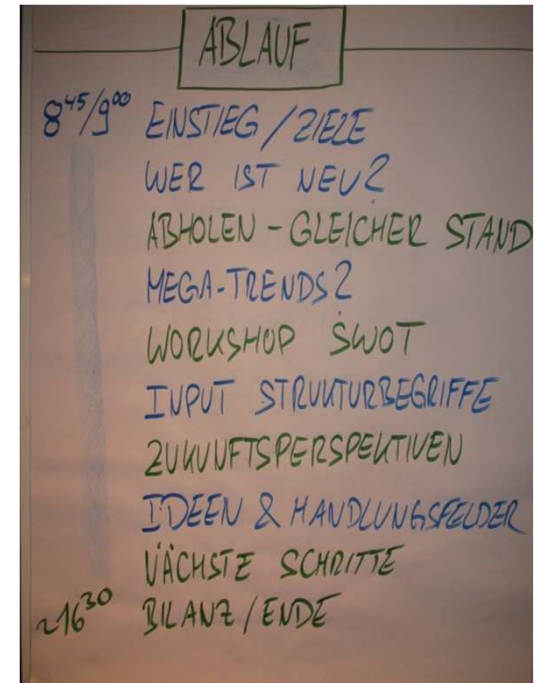 ABLAUF
8⁴⁵/9⁰⁰ EINSTIEG / ZIELE
WER IST NEU?
ABHOLEN - GLEICHER STAND
MEGA-TRENDS?
WORKSHOP SWOT
INPUT STRUKTURBEGRIFFE
ZUKUNFTSPERSPEKTIVEN
IDEEN & HANDLUNGSFELDER
NÄCHSTE SCHRITTE
~16³⁰ BILANZ / ENDE